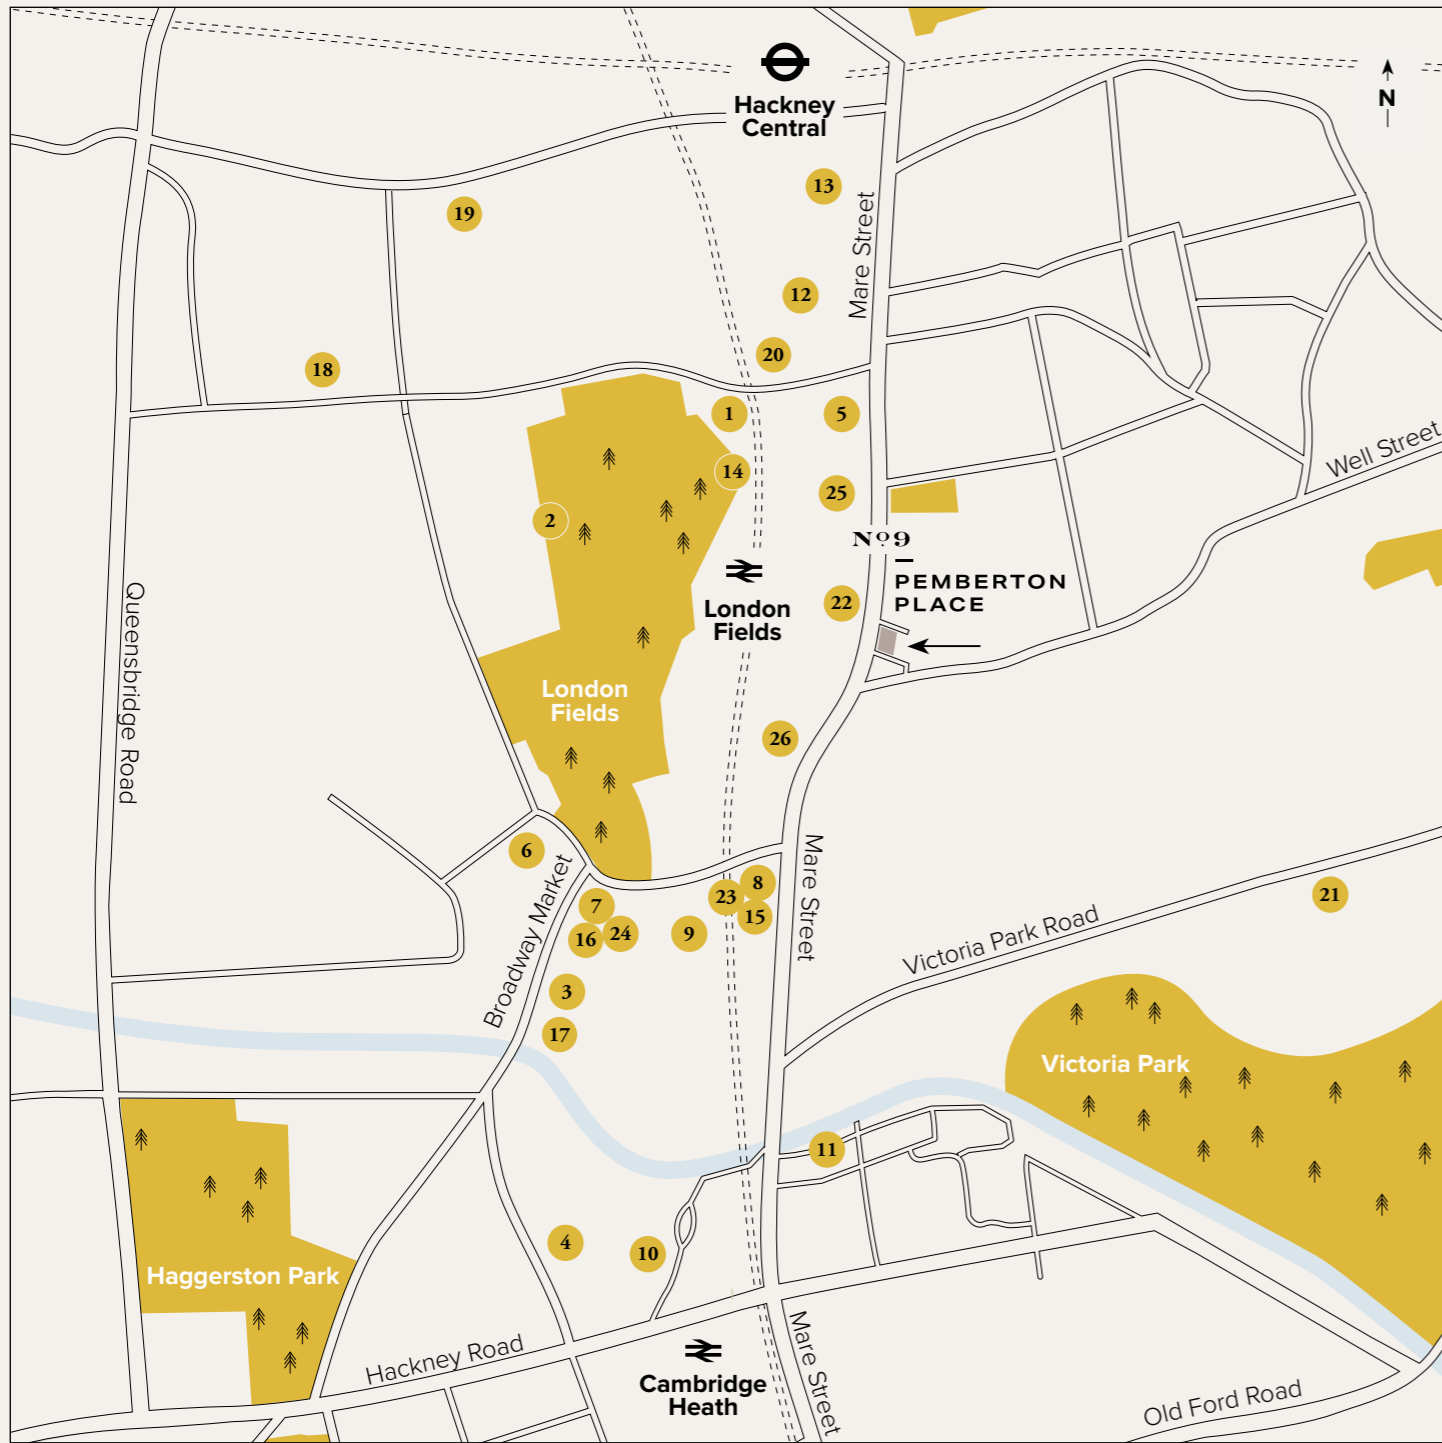 Hackney
Central
N
13
19
Mare Street
12
20
18
1
5
14
25
2
Well Street
Nº9
PEMBERTON
PLACE
London
Fields
22
Queensbridge Road
London
Fields
26
6
Broadway Market
Mare Street
8
23
15
7
24
16
9
21
Victoria Park Road
3
17
Victoria Park
11
4
10
Haggerston Park
Hackney Road
Cambridge
Heath
Mare Street
Old Ford Road